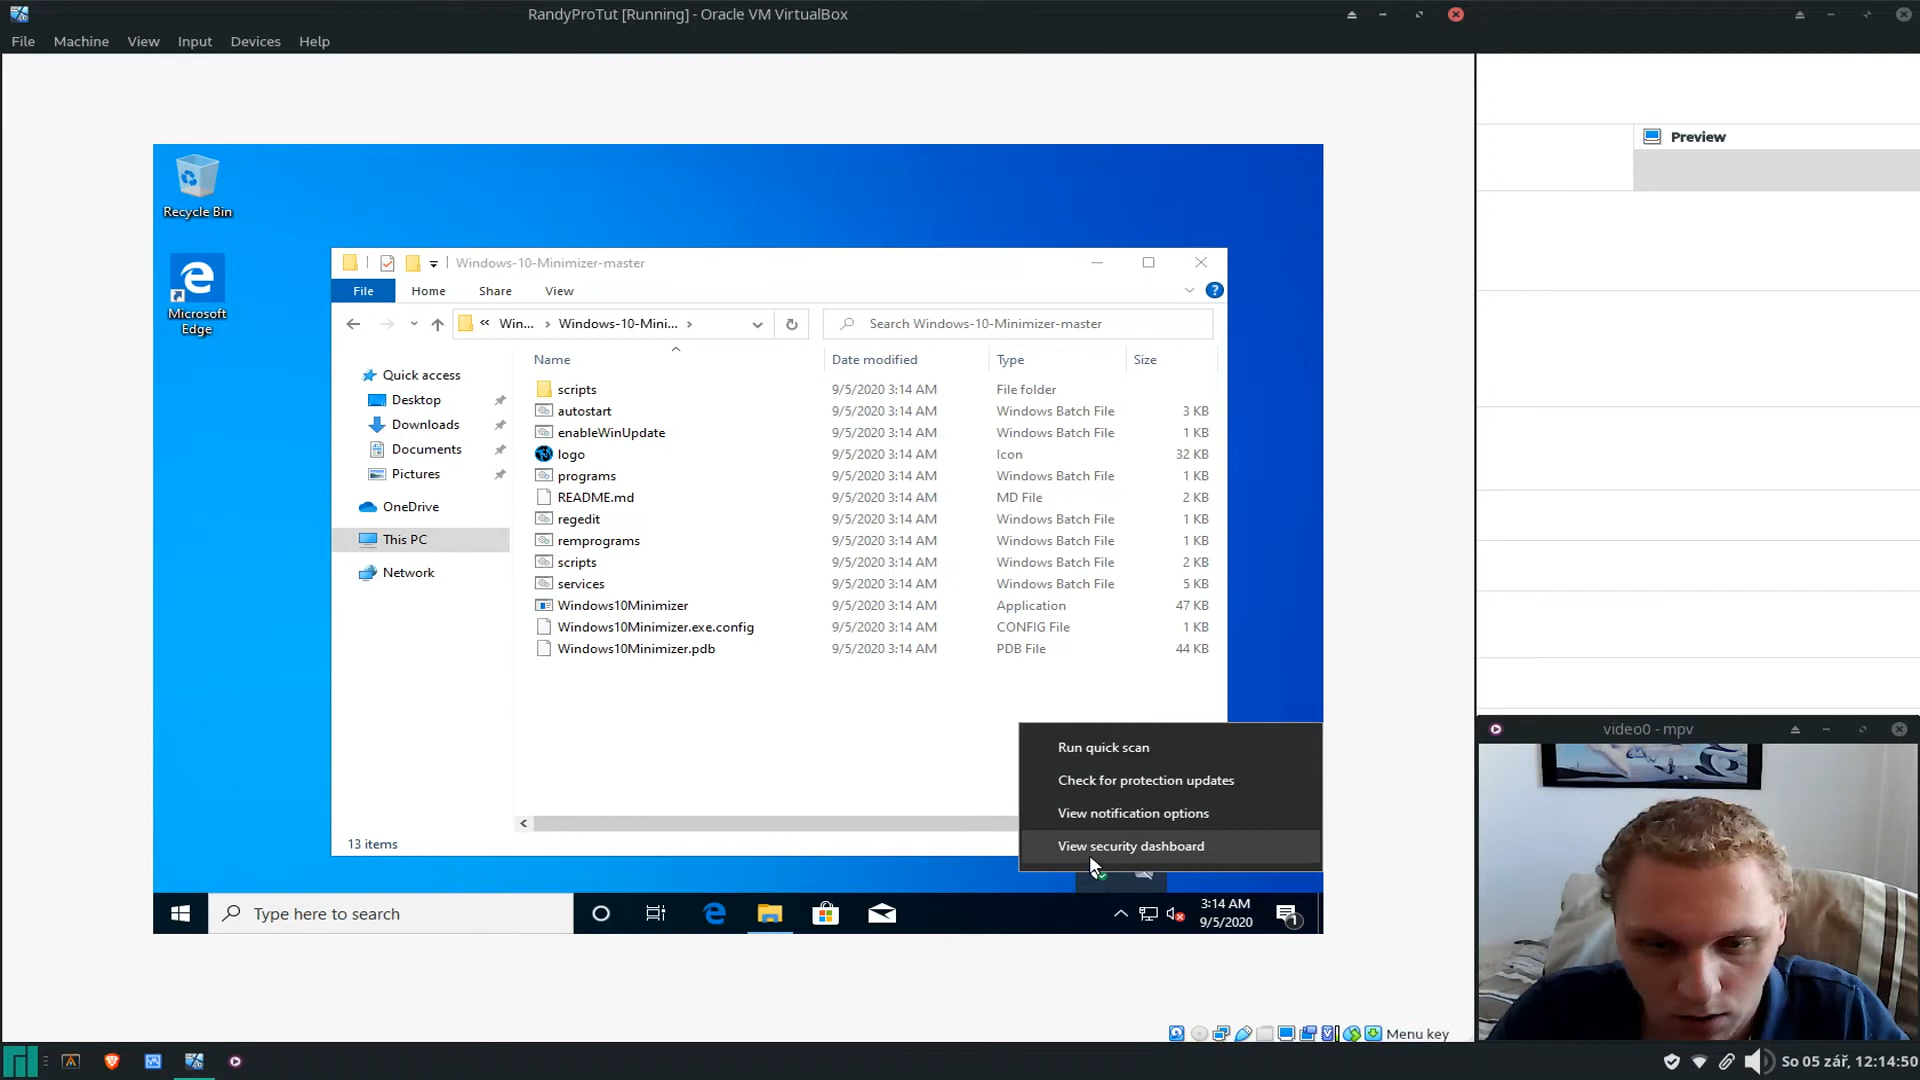 RandyProTut [Running] - Oracle VM VirtualBox
File Machine View Input Devices Help
Preview
Recycle Bin
Microsoft
Edge
Windows-10-Minimizer-master
File Home Share View
« Win... › Windows-10-Mini... ›
Search Windows-10-Minimizer-master
Name Date modified Type Size
Quick access
Desktop
Downloads
Documents
Pictures
OneDrive
This PC
Network
scripts 9/5/2020 3:14 AM File folder
autostart 9/5/2020 3:14 AM Windows Batch File 3 KB
enableWinUpdate 9/5/2020 3:14 AM Windows Batch File 1 KB
logo 9/5/2020 3:14 AM Icon 32 KB
programs 9/5/2020 3:14 AM Windows Batch File 1 KB
README.md 9/5/2020 3:14 AM MD File 2 KB
regedit 9/5/2020 3:14 AM Windows Batch File 1 KB
remprograms 9/5/2020 3:14 AM Windows Batch File 1 KB
scripts 9/5/2020 3:14 AM Windows Batch File 2 KB
services 9/5/2020 3:14 AM Windows Batch File 5 KB
Windows10Minimizer 9/5/2020 3:14 AM Application 47 KB
Windows10Minimizer.exe.config 9/5/2020 3:14 AM CONFIG File 1 KB
Windows10Minimizer.pdb 9/5/2020 3:14 AM PDB File 44 KB
13 items
Run quick scan
Check for protection updates
View notification options
View security dashboard
video0 - mpv
Type here to search
3:14 AM
9/5/2020
1
Menu key
So 05 zář, 12:14:50